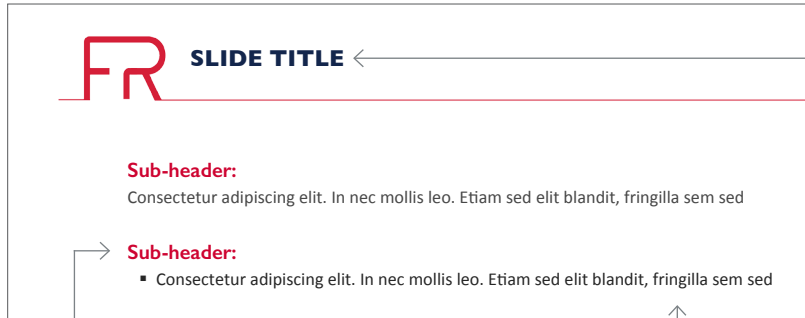 FR
SLIDE TITLE
Sub-header:
Consectetur adipiscing elit. In nec mollis leo. Etiam sed elit blandit, fringilla sem sed
Sub-header:
▪ Consectetur adipiscing elit. In nec mollis leo. Etiam sed elit blandit, fringilla sem sed